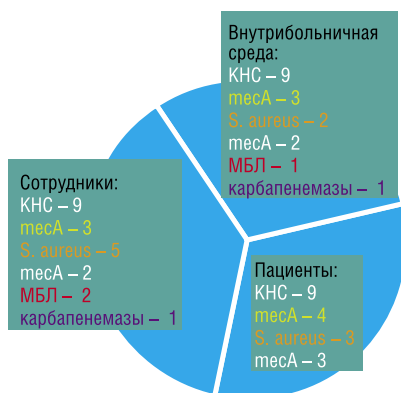 Внутрибольничная
среда:
КНС – 9
mecA – 3
S. aureus – 2
mecA – 2
МБЛ – 1
карбапенемазы – 1
Сотрудники:
КНС – 9
mecA – 3
S. aureus – 5
mecA – 2
МБЛ – 2
карбапенемазы – 1
Пациенты:
КНС – 9
mecA – 4
S. aureus – 3
mecA – 3